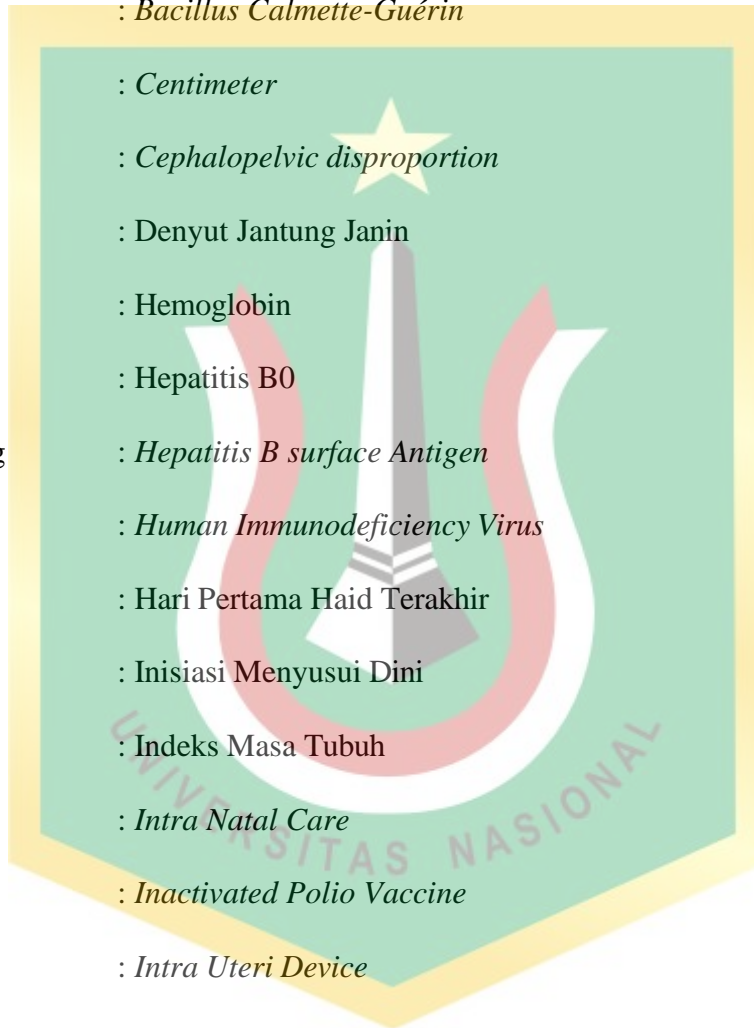 : Bacillus Calmette-Guérin
: Centimeter
: Cephalopelvic disproportion
: Denyut Jantung Janin
: Hemoglobin
: Hepatitis B0
g : Hepatitis B surface Antigen
: Human Immunodeficiency Virus
: Hari Pertama Haid Terakhir
: Inisiasi Menyusui Dini
: Indeks Masa Tubuh
: Intra Natal Care
: Inactivated Polio Vaccine
: Intra Uteri Device
UNIVERSITAS NASIONAL